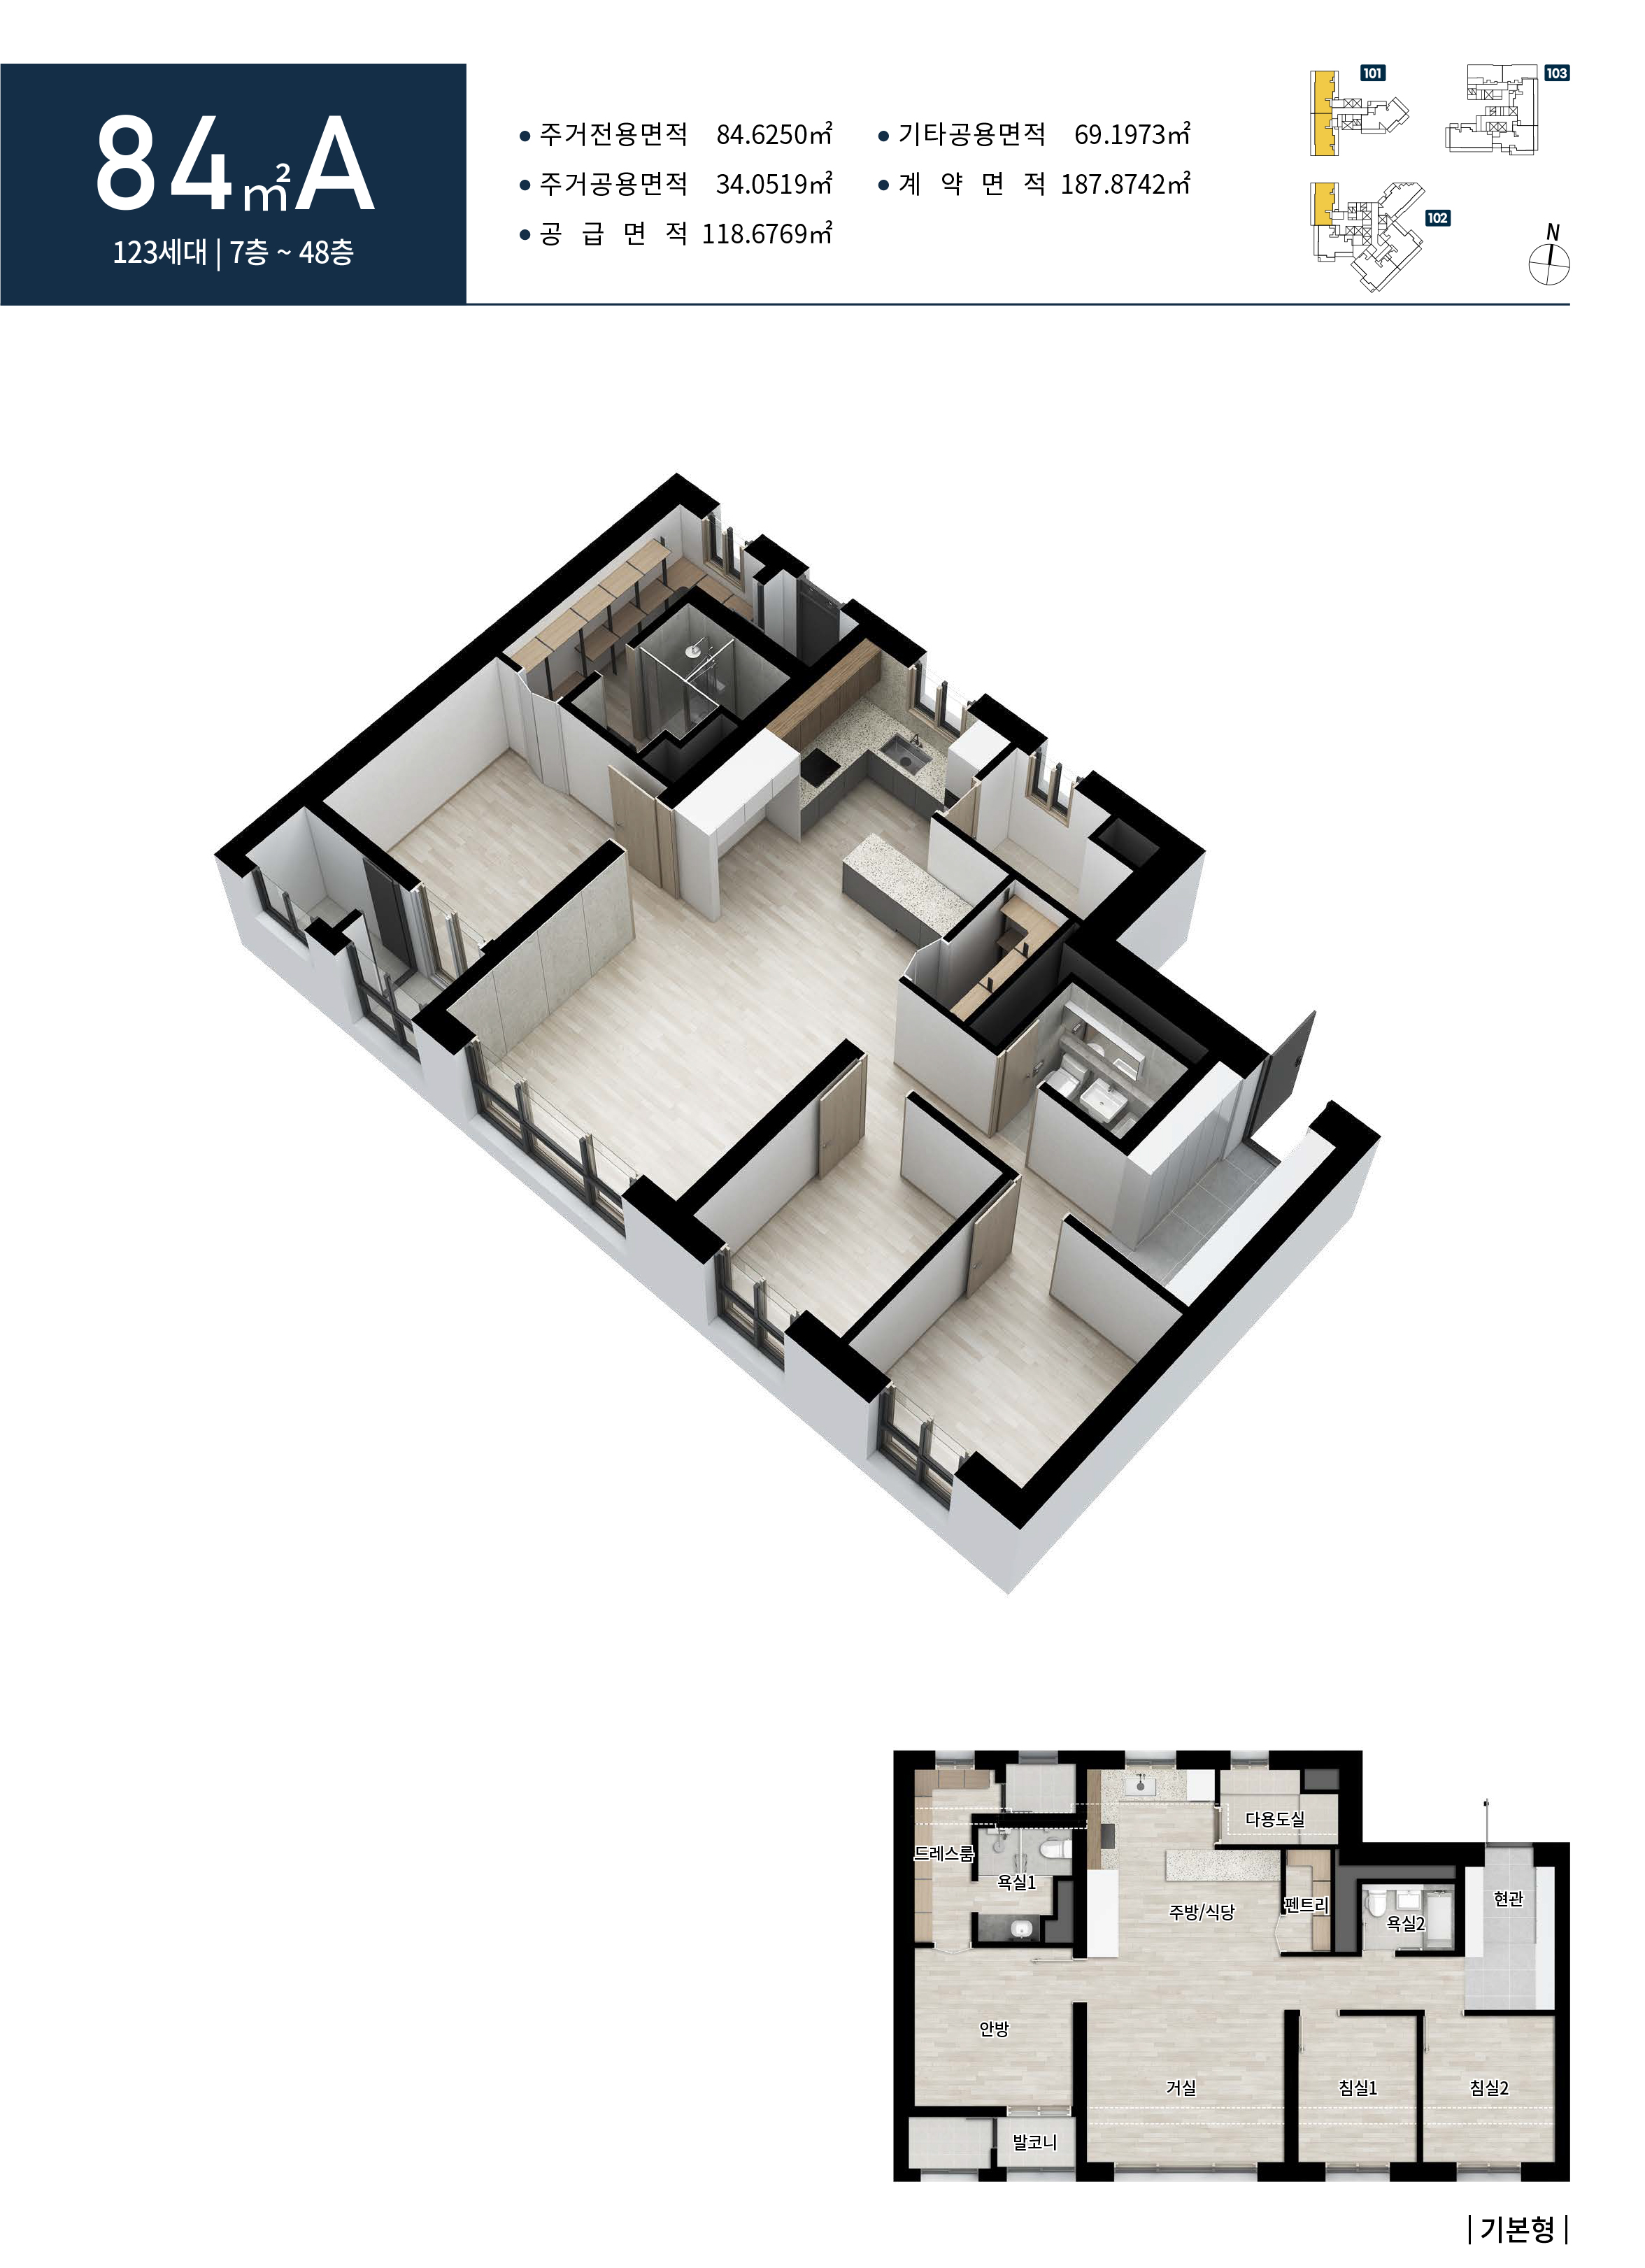 84㎡A
123세대 | 7층 ~ 48층
● 주거전용면적 84.6250㎡
● 주거공용면적 34.0519㎡
● 공 급 면 적 118.6769㎡
● 기타공용면적 69.1973㎡
● 계 약 면 적 187.8742㎡
101
103
102
N
다용도실
드레스룸
욕실1
주방/식당
펜트리
욕실2
현관
안방
거실
침실1
침실2
발코니
| 기본형 |